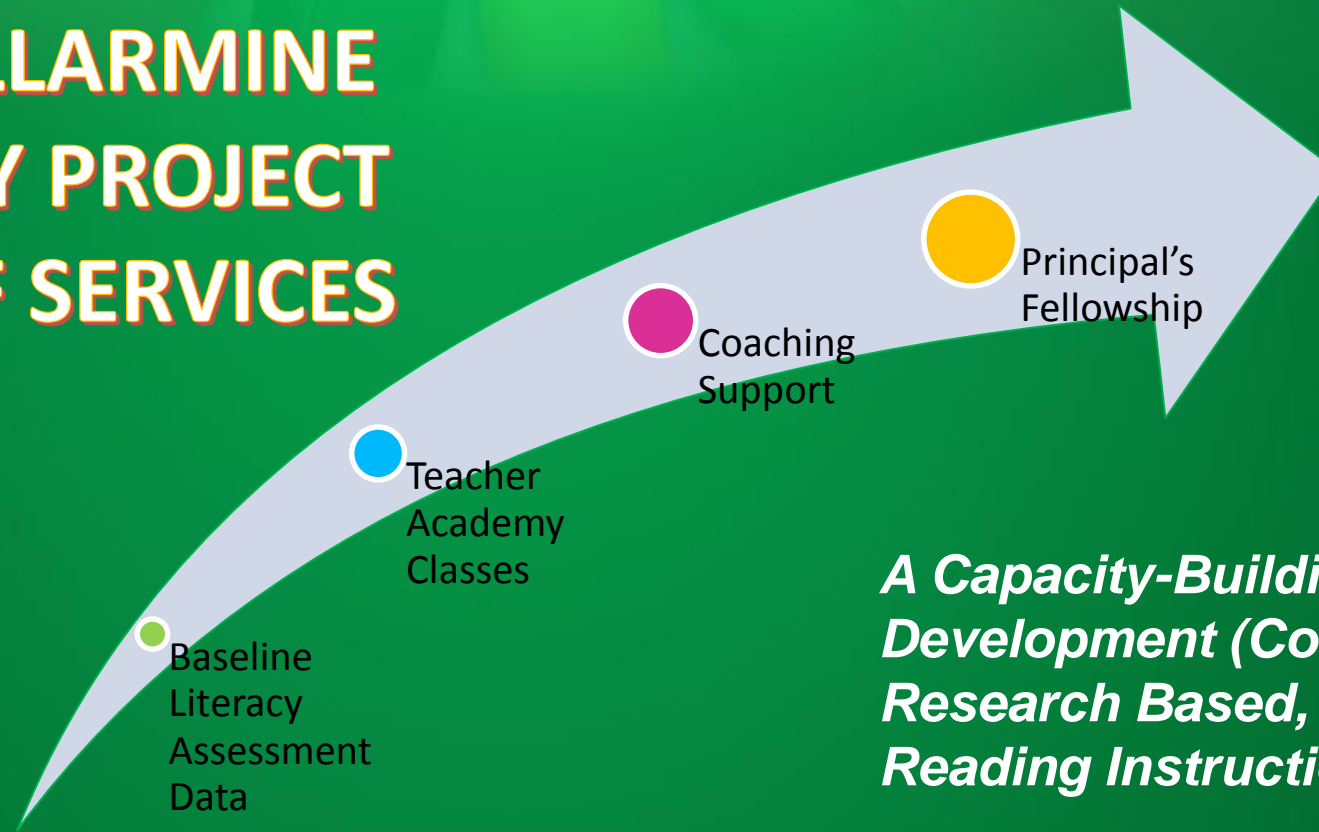 LLARMINE
Y PROJECT
F SERVICES
Principal's
Fellowship
Coaching
Support
Teacher
Academy
Classes
Baseline
Literacy
Assessment
Data
A Capacity-Buildi
Development (Co
Research Based,
Reading Instructi